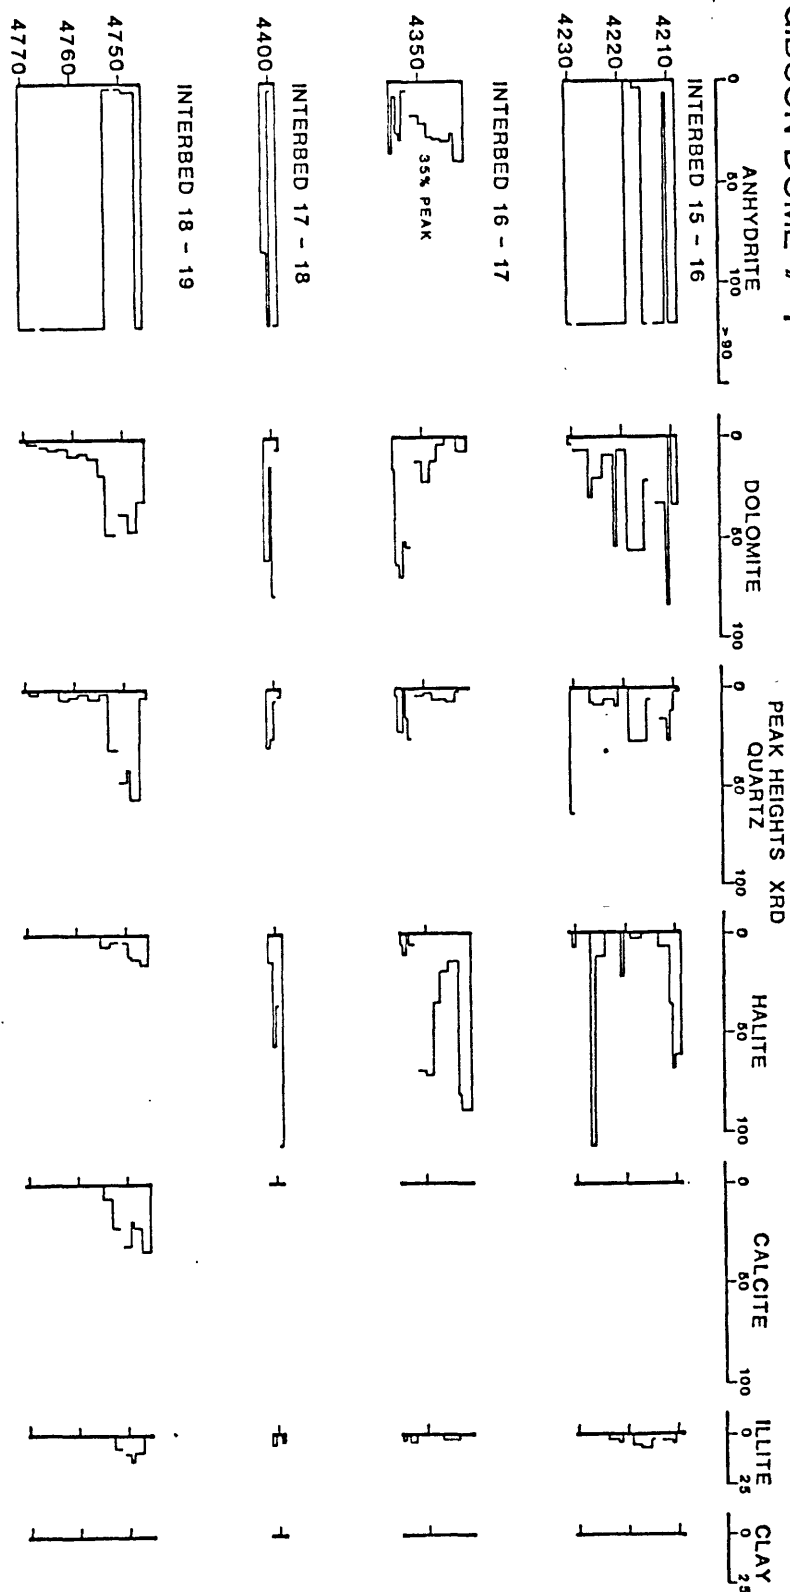 GIBSON DOME # 1
PEAK HEIGHTS XRD
ANHYDRITE DOLOMITE QUARTZ HALITE CALCITE ILLITE CLAY
0 50 100 >90
0 50 100
0 50 100
0 50 100
0 50 100
0 25
0 25
INTERBED 15 - 16
4210
4220
4230
INTERBED 16 - 17
4350
35% PEAK
INTERBED 17 - 18
4400
INTERBED 18 - 19
4750
4760
4770